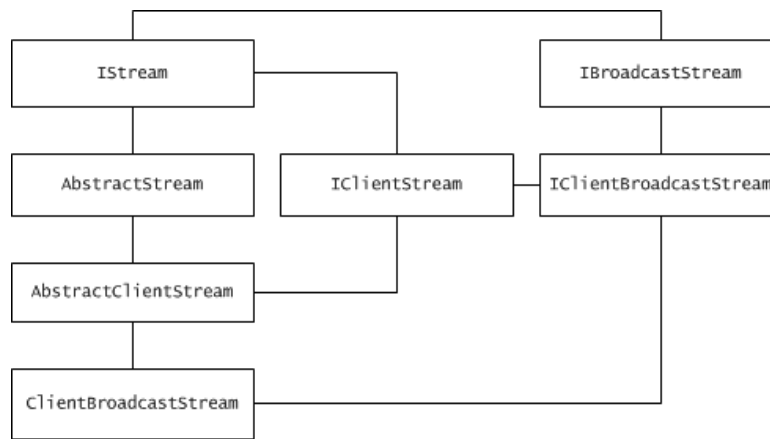 IStream
IBroadcastStream
AbstractStream
IClientStream
IClientBroadcastStream
AbstractClientStream
ClientBroadcastStream